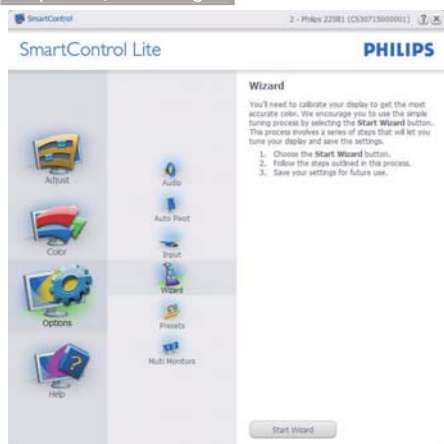 SmartControl
2 - Philips 225B1 (CS30715000001)
SmartControl Lite
PHILIPS
Adjust
Color
Options
Help
Audio
Auto Pivot
Input
Wizard
Presets
Multi Monitors
Wizard
You'll need to calibrate your display to get the most
accurate color. We encourage you to use the simple
tuning process by selecting the Start Wizard button.
This process involves a series of steps that will let you
tune your display and save the settings.
1. Choose the Start Wizard button.
2. Follow the steps outlined in this process.
3. Save your settings for future use.
Start Wizard